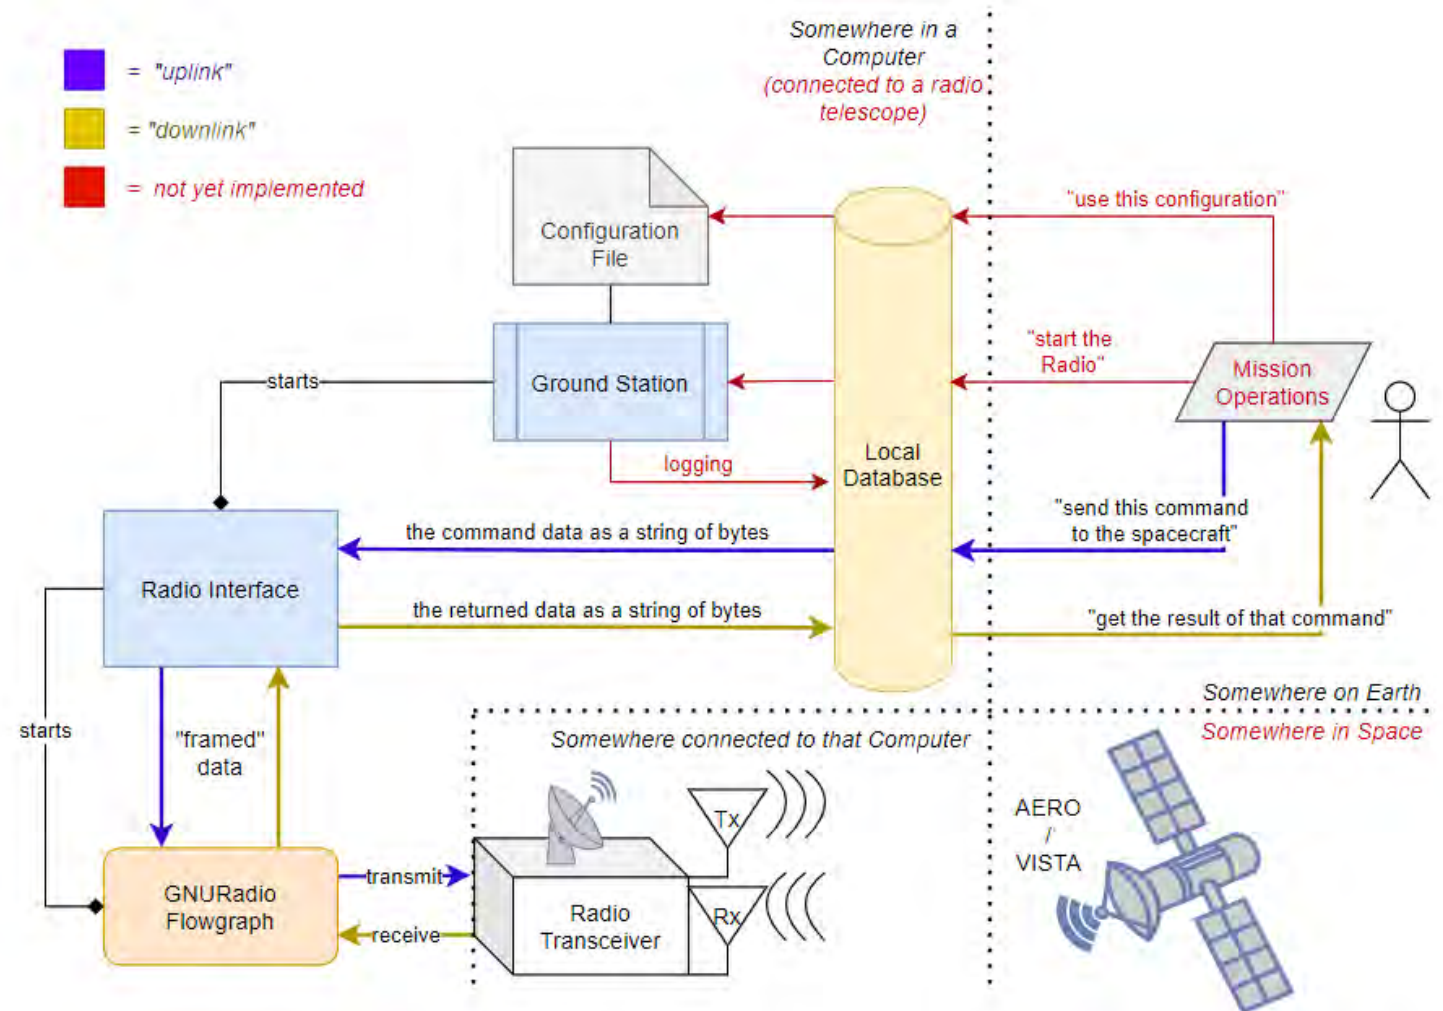 = "uplink"
= "downlink"
= not yet implemented
Somewhere in a
Computer
(connected to a radio
telescope)
Configuration
File
"use this configuration"
starts
Ground Station
"start the
Radio"
Mission
Operations
logging
Local
Database
the command data as a string of bytes
"send this command
to the spacecraft"
Radio Interface
the returned data as a string of bytes
"get the result of that command"
starts
"framed"
data
Somewhere on Earth
Somewhere in Space
Somewhere connected to that Computer
AERO
/
VISTA
Tx
transmit
GNURadio
Flowgraph
Radio
Transceiver
Rx
receive